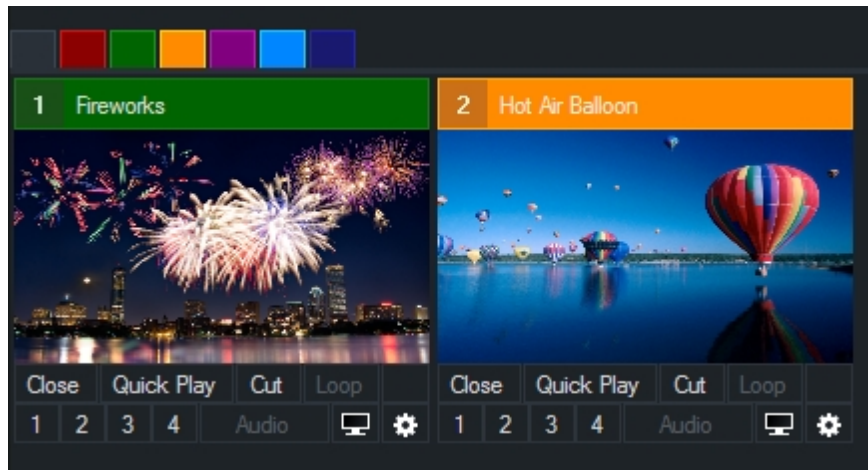 1 Fireworks
2 Hot Air Balloon
Close Quick Play Cut Loop
1 2 3 4 Audio
Close Quick Play Cut Loop
1 2 3 4 Audio